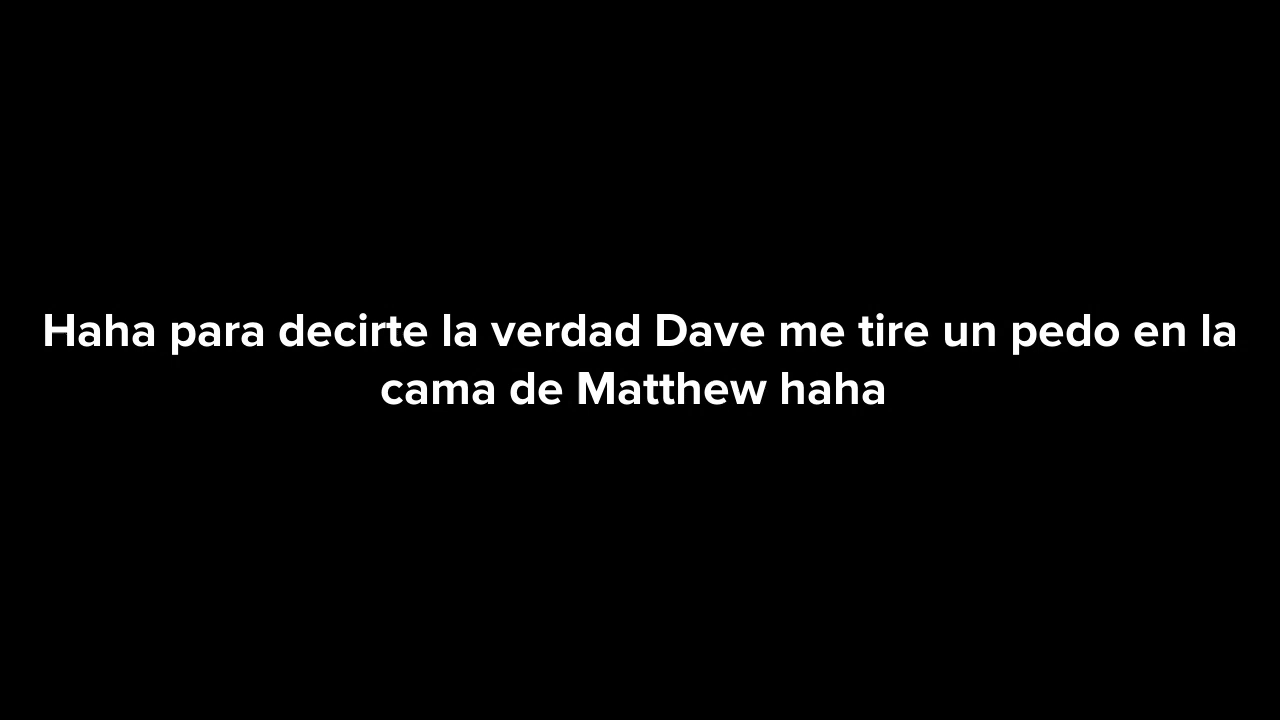 Haha para decirte la verdad Dave me tire un pedo en la
cama de Matthew haha